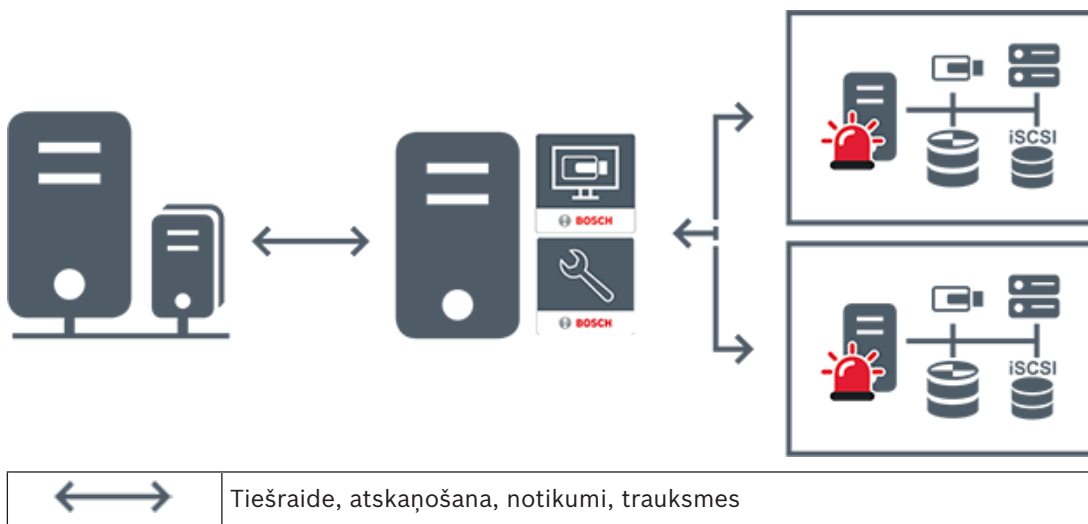 iSCSI
BOSCH
BOSCH
iSCSI
Tiešraide, atskaņošana, notikumi, trauksmes